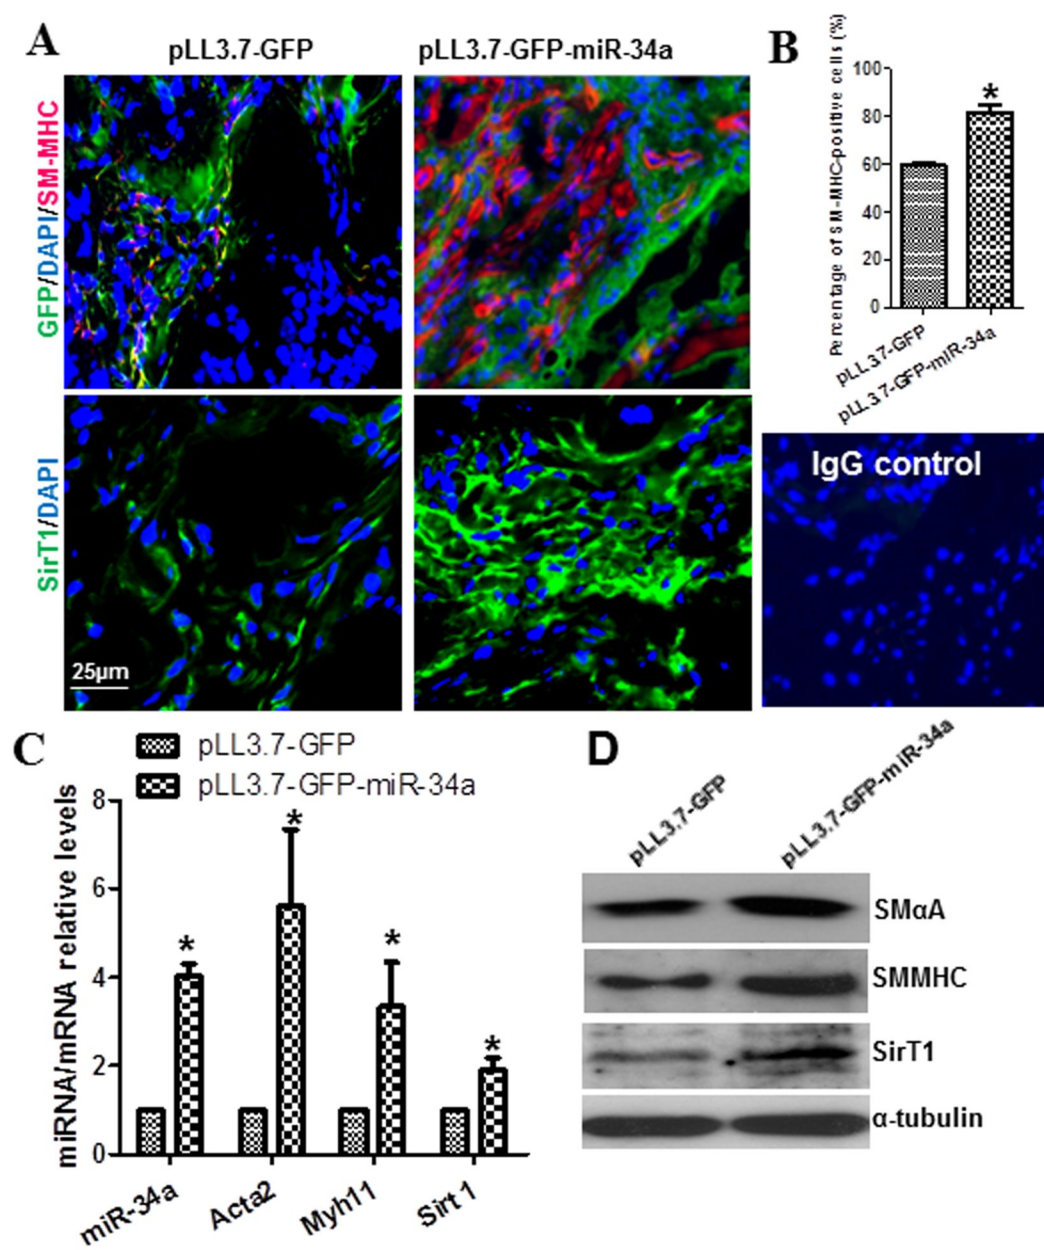 A
pLL3.7-GFP
pLL3.7-GFP-miR-34a
GFP/DAPI/SM-MHC
SirT1/DAPI
25µm
B
Percentage of SM-MHC-positive cells (%)
100
80
60
40
20
0
*
pLL3.7-GFP
pLL3.7-GFP-miR-34a
IgG control
C
pLL3.7-GFP
pLL3.7-GFP-miR-34a
miRNA/mRNA relative levels
8
6
4
2
0
*
*
*
*
miR-34a
Acta2
Myh11
Sirt 1
D
pLL3.7-GFP
pLL3.7-GFP-miR-34a
SMαA
SMMHC
SirT1
α-tubulin